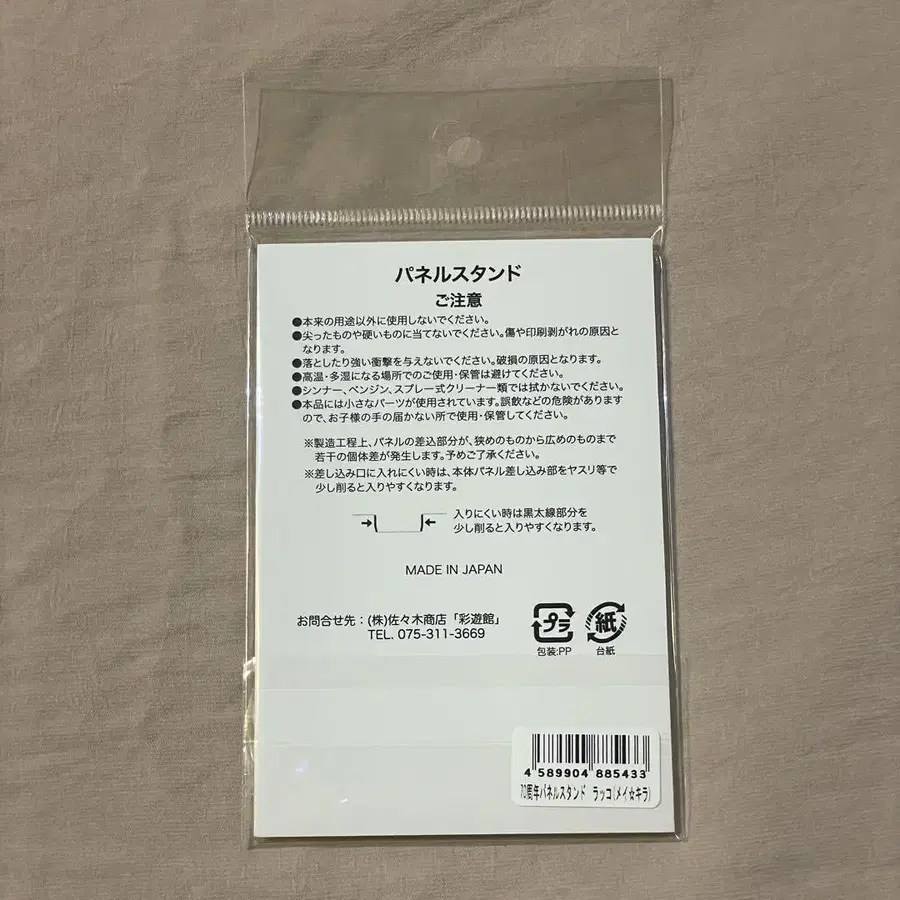 パネルスタンド
ご注意
●本来の用途以外に使用しないでください。
●尖ったものや硬いものに当てないでください。傷や印刷剥がれの原因と
なります。
●落としたり強い衝撃を与えないでください。破損の原因となります。
●高温・多湿になる場所でのご使用・保管は避けてください。
●シンナー、ベンジン、スプレー式クリーナー類では拭かないでください。
●本品には小さなパーツが使用されています。誤飲などの危険があります
ので、お子様の手の届かない所で使用・保管してください。
※製造工程上、パネルの差込部分が、狭めのものから広めのものまで
若干の個体差が発生します。予めご了承ください。
※差し込み口に入れにくい時は、本体パネル差し込み部をヤスリ等で
少し削ると入りやすくなります。
入りにくい時は黒太線部分を
少し削ると入りやすくなります。
MADE IN JAPAN
お問合せ先：(株)佐々木商店「彩遊館」
TEL. 075-311-3669
プラ 紙
包装:PP 台紙
4 589904 885433
70周年パネルスタンド ラッコ(メイ☆キラ)